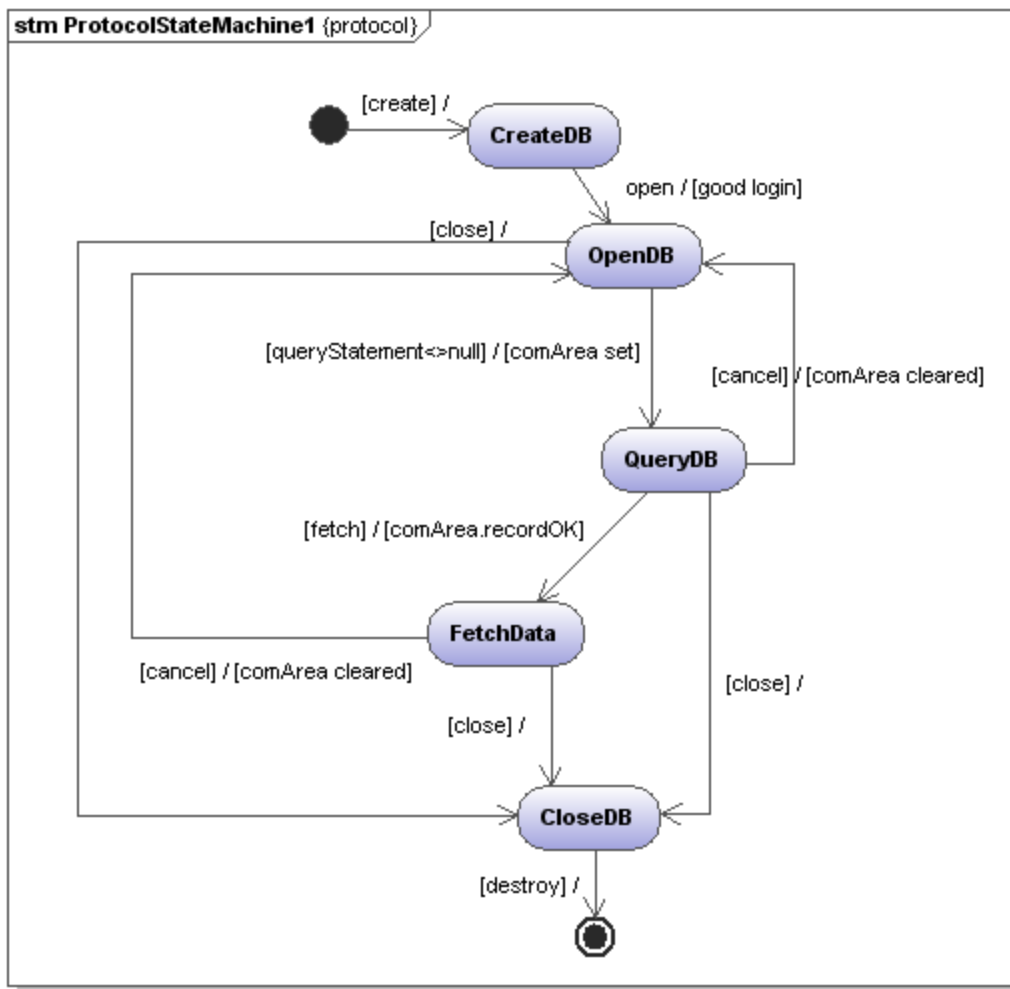 stm ProtocolStateMachine1 {protocol}
[create] /
CreateDB
open / [good login]
[close] /
OpenDB
[queryStatement<>null] / [comArea set]
[cancel] / [comArea cleared]
QueryDB
[fetch] / [comArea.recordOK]
FetchData
[cancel] / [comArea cleared]
[close] /
[close] /
CloseDB
[destroy] /